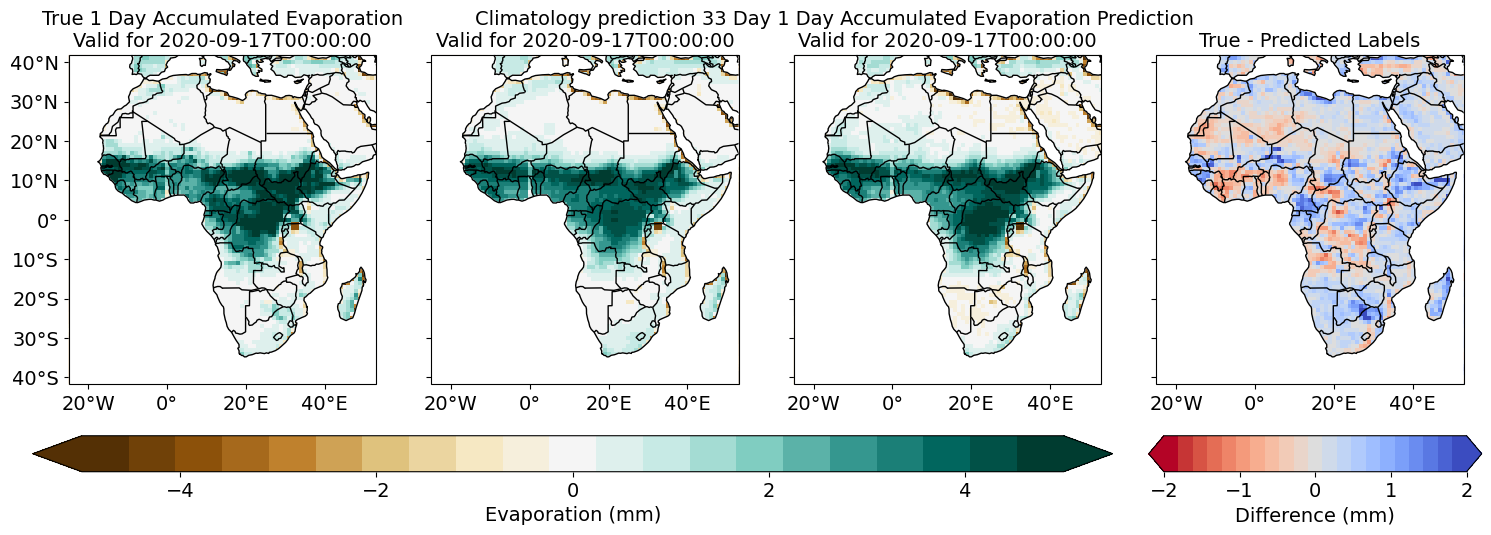 True 1 Day Accumulated Evaporation
Valid for 2020-09-17T00:00:00
Climatology prediction 33 Day 1 Day Accumulated Evaporation Prediction
Valid for 2020-09-17T00:00:00
Valid for 2020-09-17T00:00:00
True - Predicted Labels
40°N
30°N
20°N
10°N
0°
10°S
20°S
30°S
40°S
20°W 0° 20°E 40°E
20°W 0° 20°E 40°E
20°W 0° 20°E 40°E
20°W 0° 20°E 40°E
−4 −2 0 2 4
Evaporation (mm)
−2 −1 0 1 2
Difference (mm)